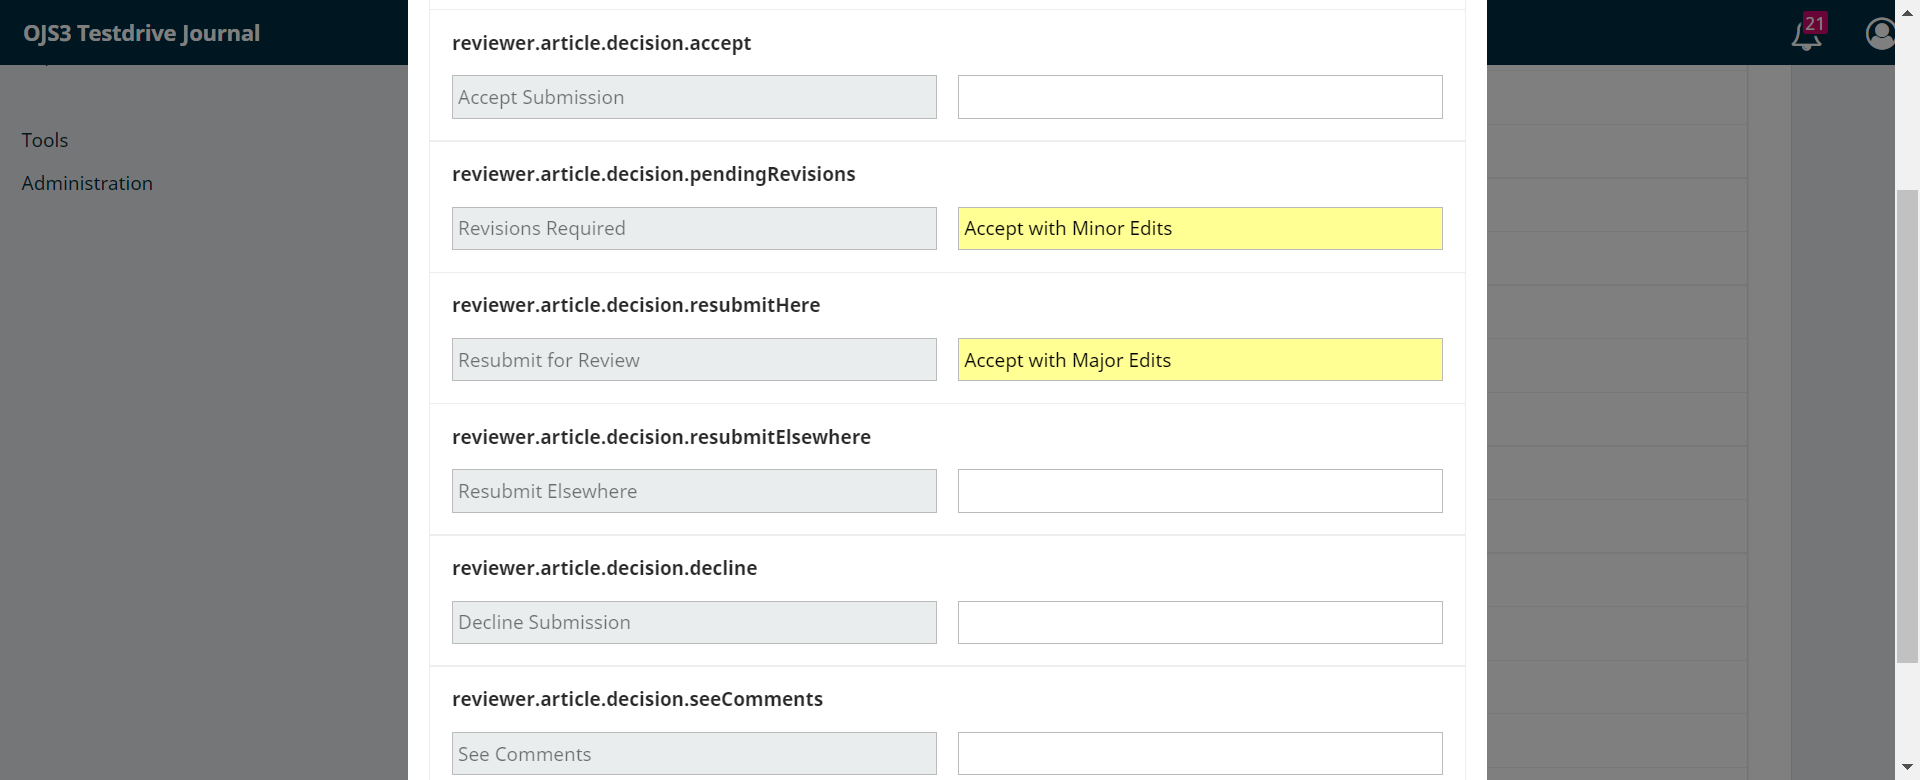 OJS3 Testdrive Journal
21
Tools
Administration
reviewer.article.decision.accept
Accept Submission
reviewer.article.decision.pendingRevisions
Revisions Required
Accept with Minor Edits
reviewer.article.decision.resubmitHere
Resubmit for Review
Accept with Major Edits
reviewer.article.decision.resubmitElsewhere
Resubmit Elsewhere
reviewer.article.decision.decline
Decline Submission
reviewer.article.decision.seeComments
See Comments